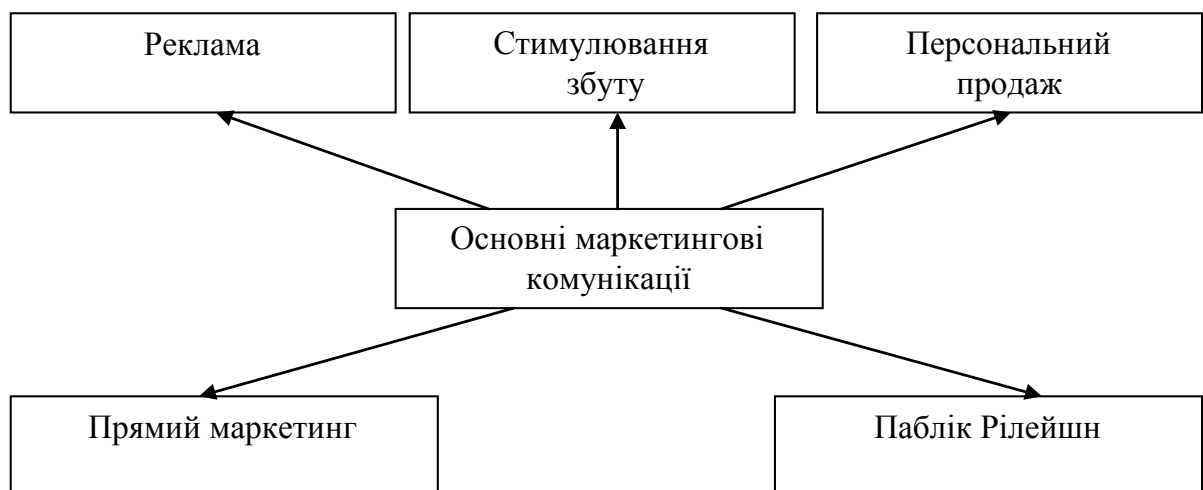 Реклама
Стимулювання
збуту
Персональний
продаж
Основні маркетингові
комунікації
Прямий маркетинг
Паблік Рілейшн